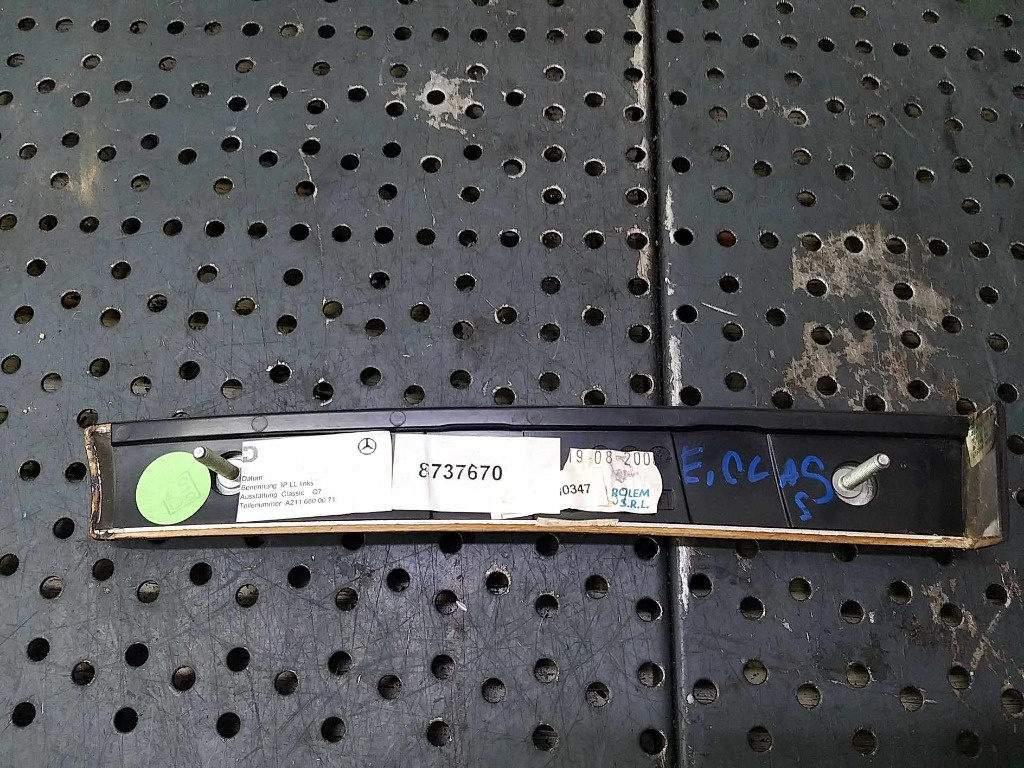 Datum
Benennung IP LL links
Ausstattung Classic
Teilenummer A211 680 00 71
8737670
19-08-200
0347
ROLEM
S.R.L.
E.CLAS
S